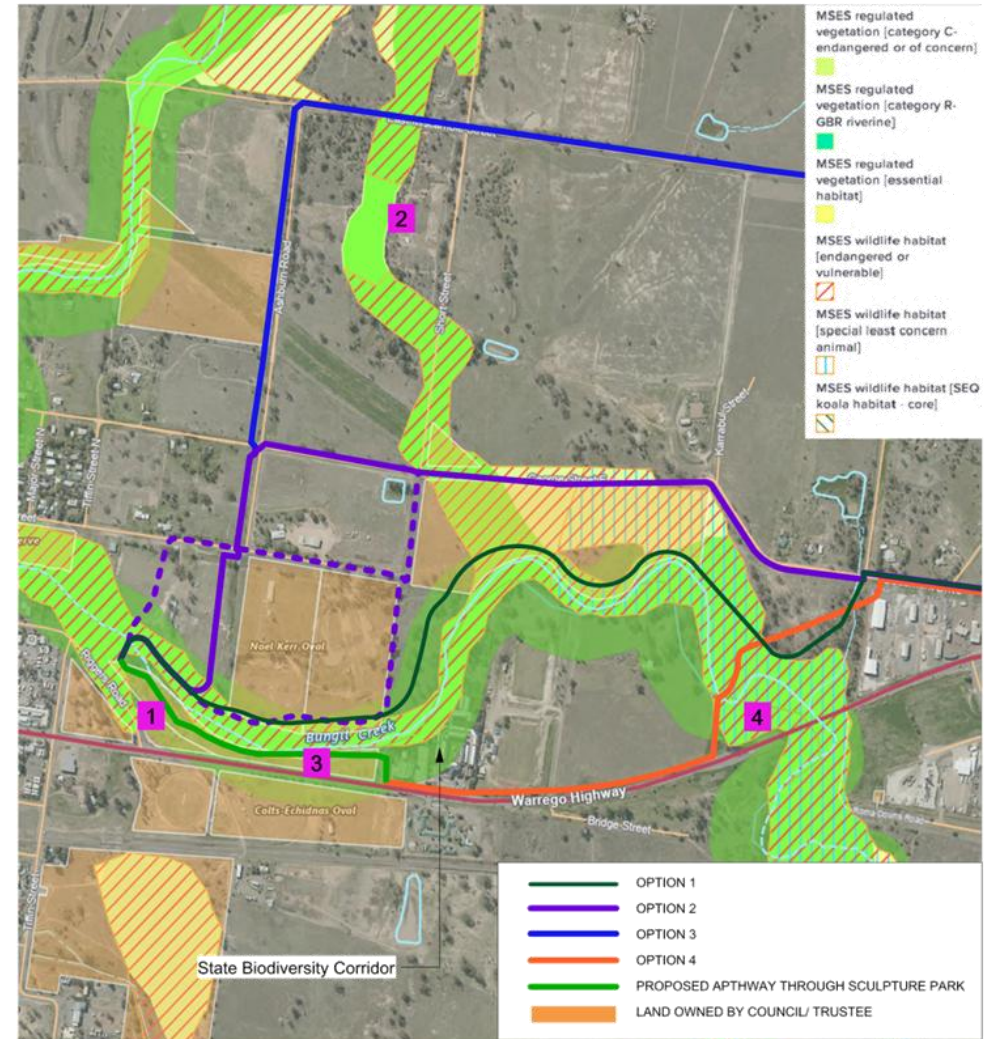 MSES regulated
vegetation [category C-
endangered or of concern]
MSES regulated
vegetation [category R-
GBR riverine]
MSES regulated
vegetation [essential
habitat]
MSES wildlife habitat
[endangered or
vulnerable]
MSES wildlife habitat
[special least concern
animal]
MSES wildlife habitat [SEQ
koala habitat - core]
2
Ashburn Road
Short Street
Karrabul Street
Major Street N
Tiffin Street N
Noel Kerr Oval
1
Bungil Creek
3
4
Warrego Highway
Bridge Street
Colts-Echidnas Oval
Tiffin Street
State Biodiversity Corridor
OPTION 1
OPTION 2
OPTION 3
OPTION 4
PROPOSED APTHWAY THROUGH SCULPTURE PARK
LAND OWNED BY COUNCIL/ TRUSTEE